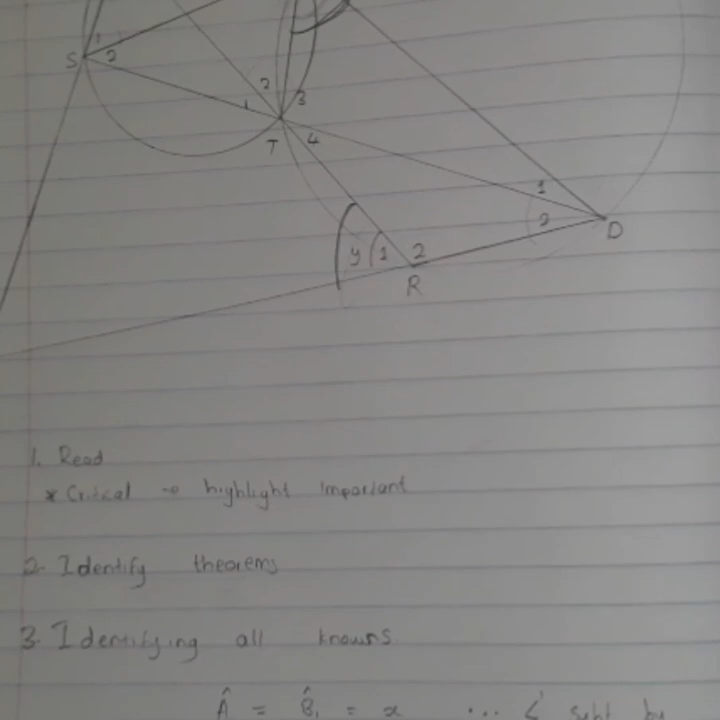 S 1 2
2
1 3
T 4
1
2
D
y 1 2
R
1. Read
* Critical → highlight important
2. Identify theorems
3. Identifying all knowns
Â = B̂₁ = x ... ∠'